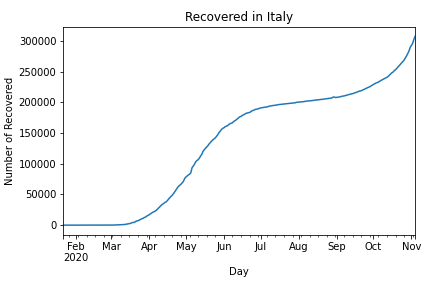 Recovered in Italy
Number of Recovered
300000
250000
200000
150000
100000
50000
0
Feb Mar Apr May Jun Jul Aug Sep Oct Nov
2020
Day